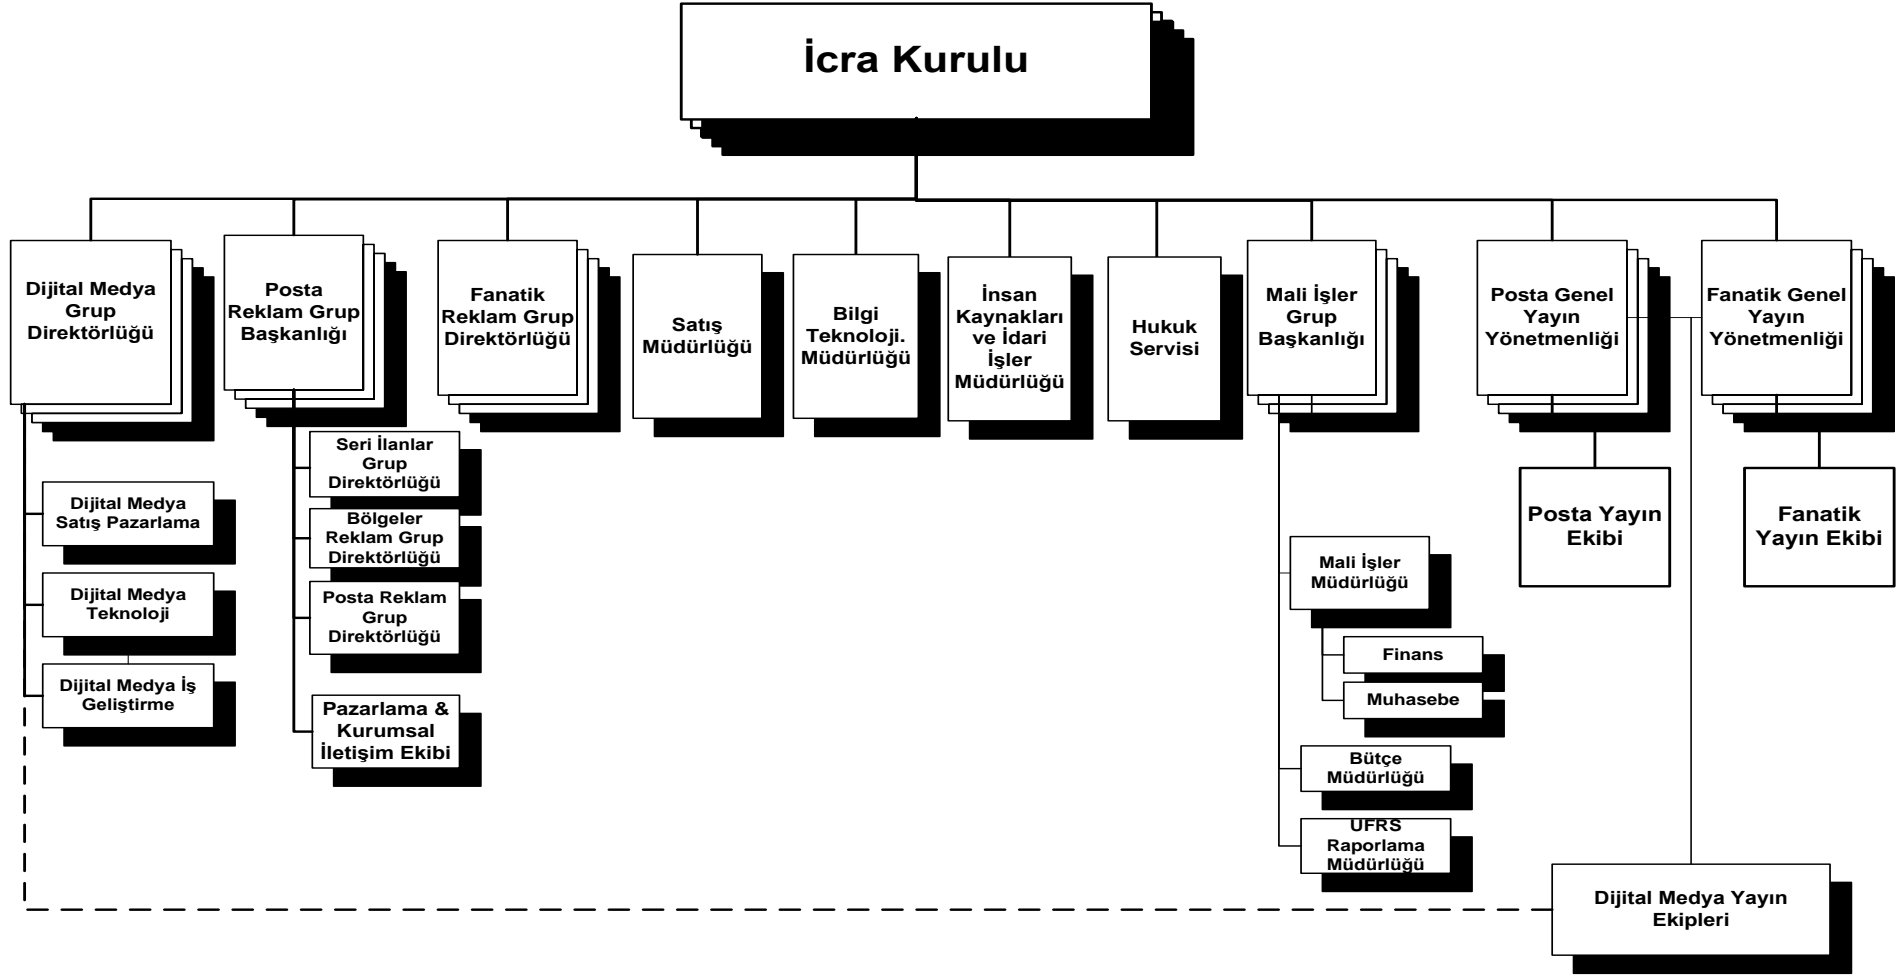 İcra Kurulu
Dijital Medya
Grup
Direktörlüğü
Posta
Reklam Grup
Başkanlığı
Fanatik
Reklam Grup
Direktörlüğü
Satış
Müdürlüğü
Bilgi
Teknoloji.
Müdürlüğü
İnsan
Kaynakları
ve İdari
İşler
Müdürlüğü
Hukuk
Servisi
Mali İşler
Grup
Başkanlığı
Posta Genel
Yayın
Yönetmenliği
Fanatik Genel
Yayın
Yönetmenliği
Dijital Medya
Satış Pazarlama
Dijital Medya
Teknoloji
Dijital Medya İş
Geliştirme
Seri İlanlar
Grup
Direktörlüğü
Bölgeler
Reklam Grup
Direktörlüğü
Posta Reklam
Grup
Direktörlüğü
Pazarlama &
Kurumsal
İletişim Ekibi
Mali İşler
Müdürlüğü
Finans
Muhasebe
Bütçe
Müdürlüğü
UFRS
Raporlama
Müdürlüğü
Posta Yayın
Ekibi
Fanatik
Yayın Ekibi
Dijital Medya Yayın
Ekipleri